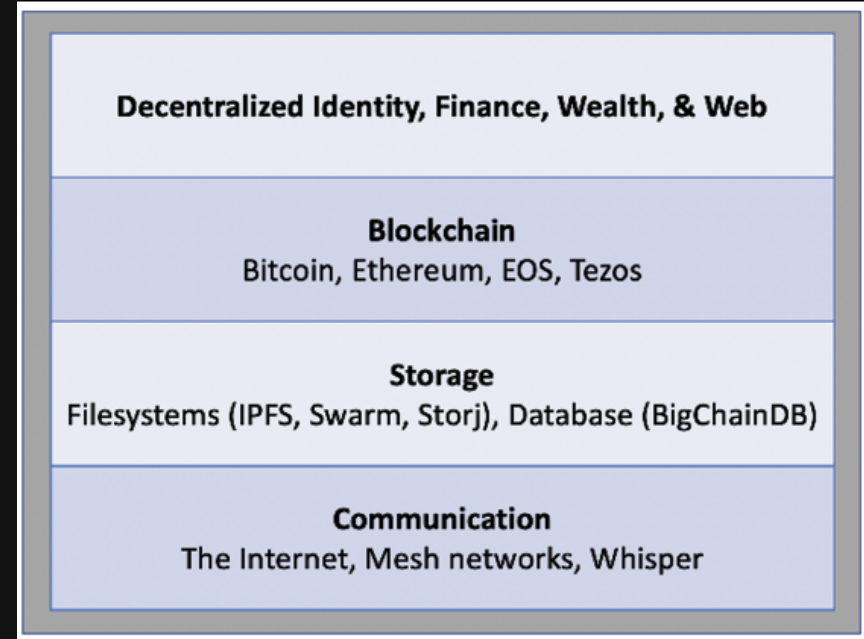 Decentralized Identity, Finance, Wealth, & Web
Blockchain
Bitcoin, Ethereum, EOS, Tezos
Storage
Filesystems (IPFS, Swarm, Storj), Database (BigChainDB)
Communication
The Internet, Mesh networks, Whisper